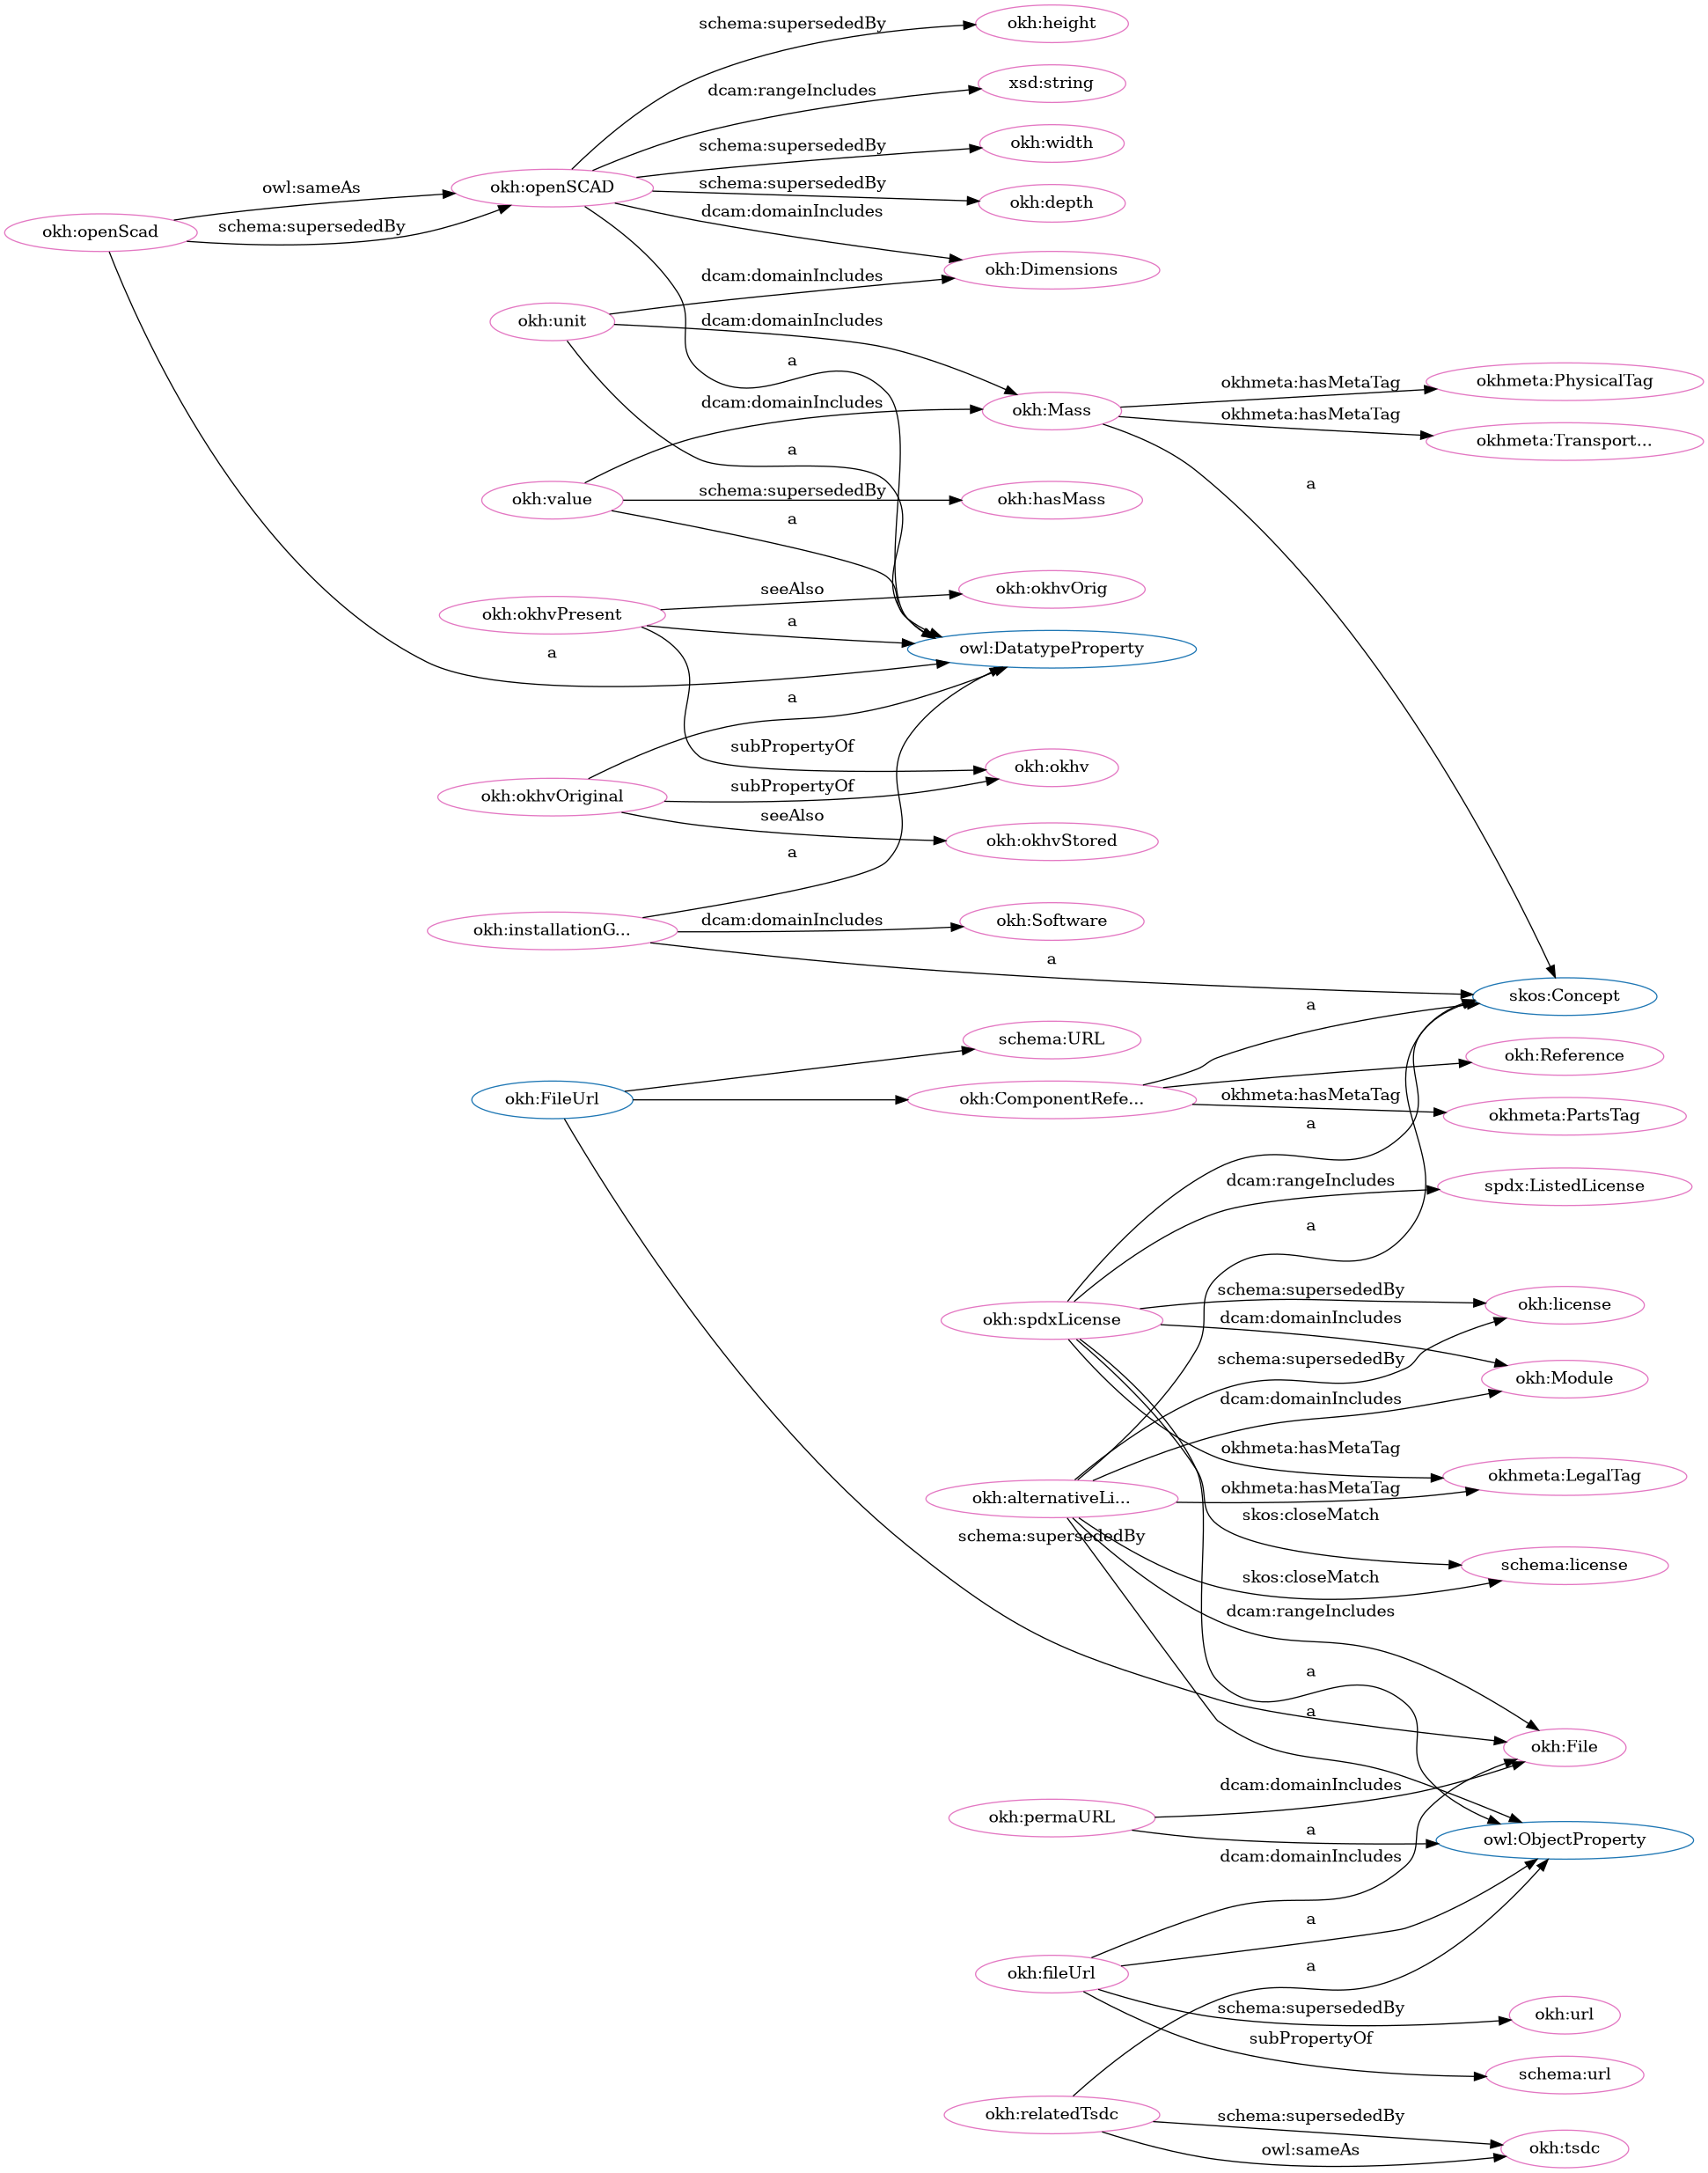 schema:supersededBy
okh:height
dcam:rangeIncludes
xsd:string
schema:supersededBy
okh:width
owl:sameAs
okh:openSCAD
schema:supersededBy
okh:depth
okh:openScad
schema:supersededBy
dcam:domainIncludes
okh:Dimensions
dcam:domainIncludes
okh:unit
dcam:domainIncludes
a
okhmeta:hasMetaTag
okhmeta:PhysicalTag
dcam:domainIncludes
okh:Mass
okhmeta:hasMetaTag
okhmeta:Transport...
a
a
okh:value
schema:supersededBy
okh:hasMass
a
seeAlso
okh:okhvOrig
okh:okhvPresent
a
a
owl:DatatypeProperty
a
subPropertyOf
okh:okhv
okh:okhvOriginal
subPropertyOf
seeAlso
okh:okhvStored
a
okh:installationG...
dcam:domainIncludes
okh:Software
a
skos:Concept
a
schema:URL
okh:Reference
okh:FileUrl
okh:ComponentRefe...
okhmeta:hasMetaTag
okhmeta:PartsTag
a
dcam:rangeIncludes
spdx:ListedLicense
a
schema:supersededBy
okh:license
okh:spdxLicense
dcam:domainIncludes
schema:supersededBy
okh:Module
dcam:domainIncludes
okhmeta:hasMetaTag
okhmeta:LegalTag
okh:alternativeLi...
okhmeta:hasMetaTag
skos:closeMatch
schema:supersededBy
schema:license
skos:closeMatch
dcam:rangeIncludes
a
a
okh:File
dcam:domainIncludes
okh:permaURL
a
owl:ObjectProperty
dcam:domainIncludes
a
okh:fileUrl
a
schema:supersededBy
okh:url
subPropertyOf
schema:url
okh:relatedTsdc
schema:supersededBy
owl:sameAs
okh:tsdc